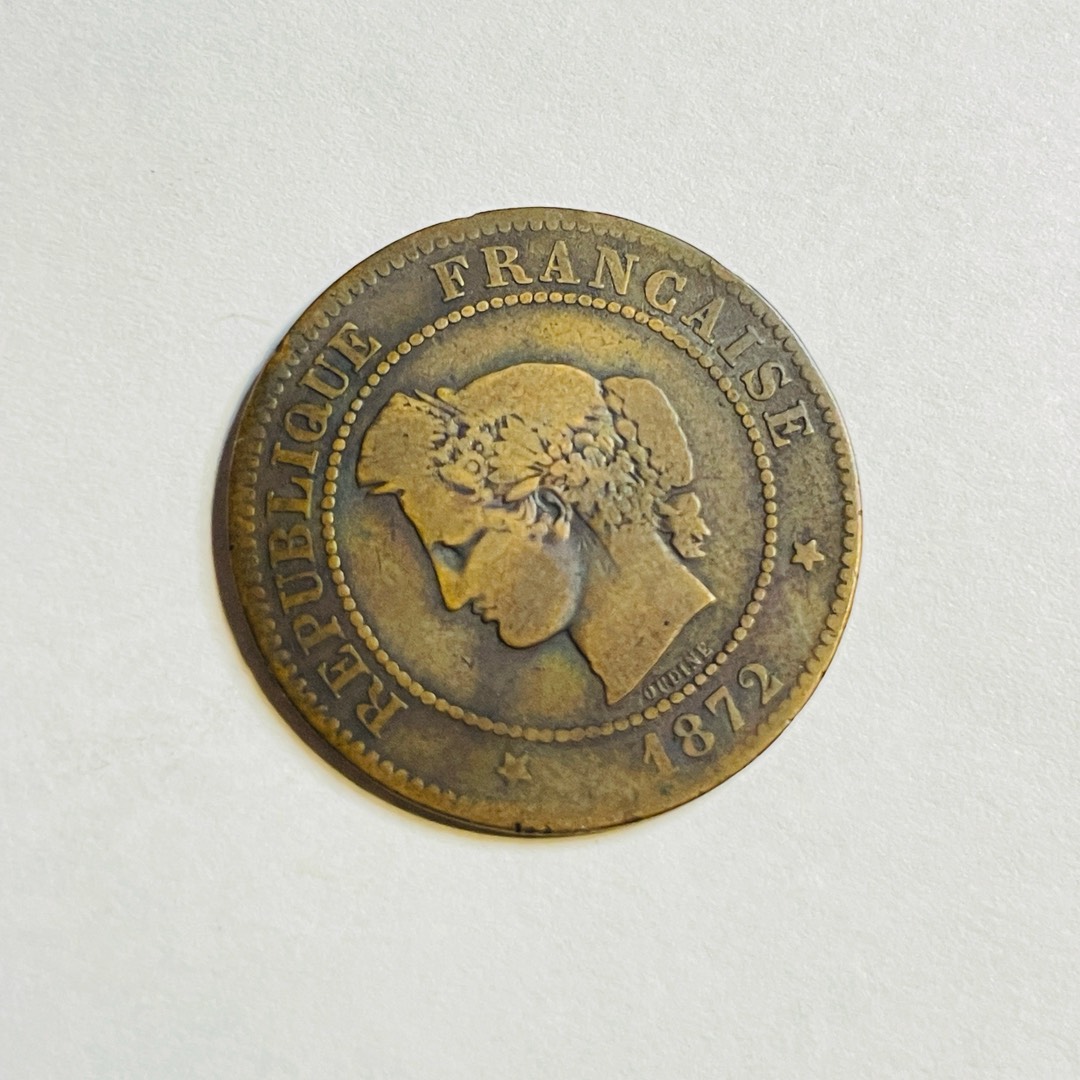 REPUBLIQUE FRANCAISE
1872
OUDINE